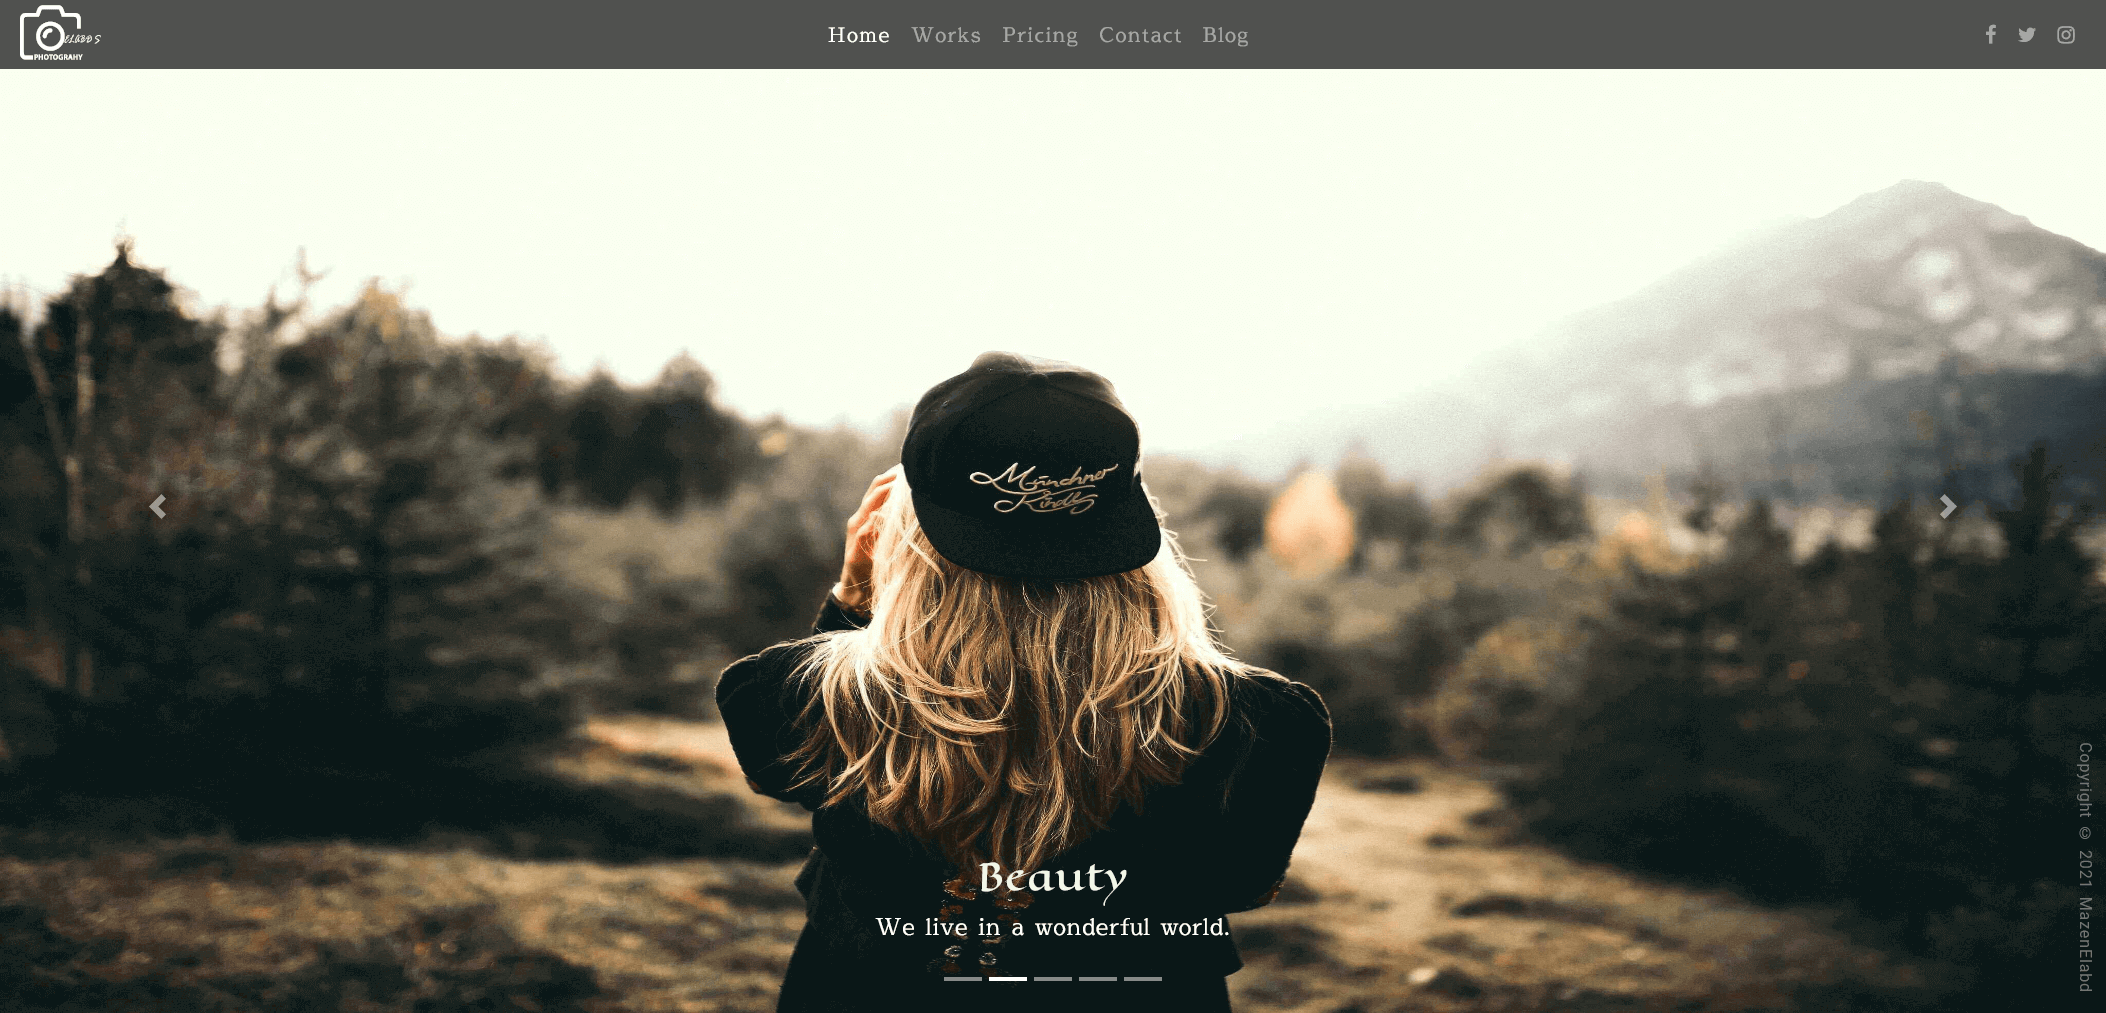 ELABD'S
PHOTOGRAHY
Home Works Pricing Contact Blog
Münchner
Kindl
Beauty
We live in a wonderful world.
Copyright © 2021 MazenElabd